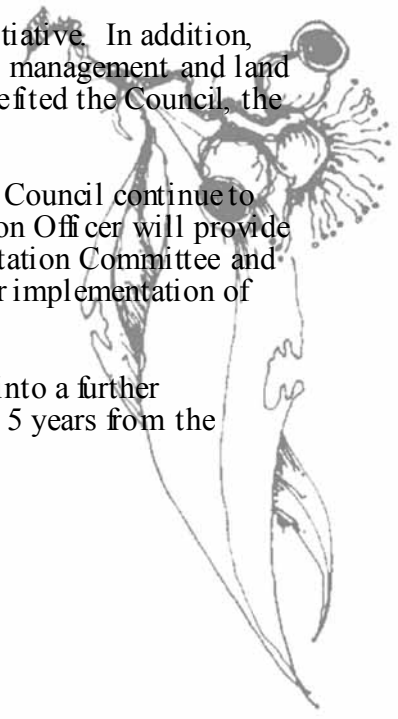 tiative. In addition,
management and land
efited the Council, the
Council continue to
on Officer will provide
tation Committee and
r implementation of
nto a further
5 years from the